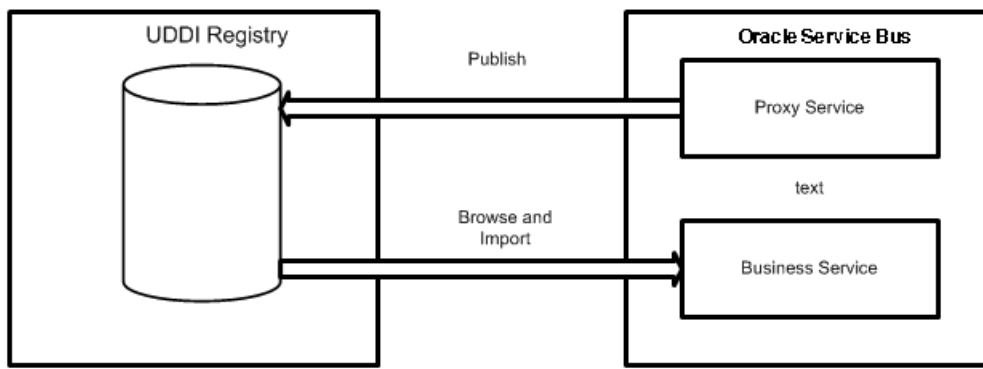 UDDI Registry
Publish
Oracle Service Bus
Proxy Service
text
Browse and
Import
Business Service